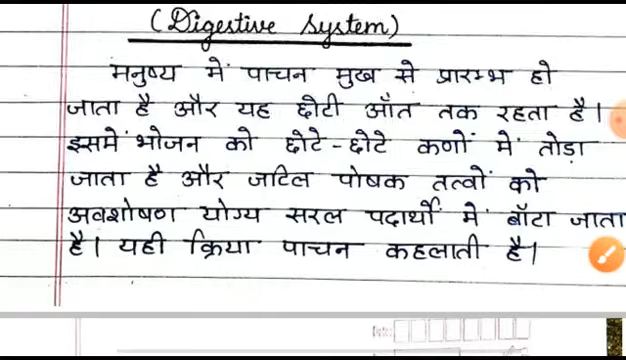 (Digestive System)
मनुष्य में पाचन मुख से प्रारम्भ हो
जाता है और यह छोटी आँत तक रहता है।
इसमें भोजन को छोटे-छोटे कणों में तोड़ा
जाता है और जटिल पोषक तत्वों को
अवशोषण योग्य सरल पदार्थों में बाँटा जाता
है। यही क्रिया पाचन कहलाती है।